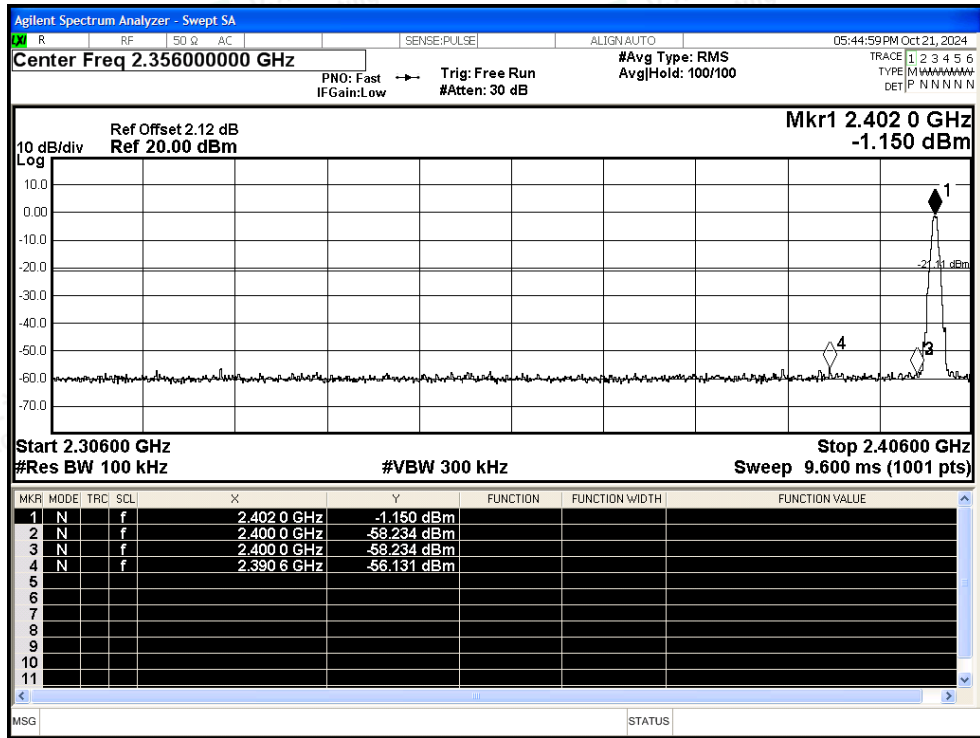 Agilent Spectrum Analyzer - Swept SA
LXI R RF 50 Ω AC SENSE:PULSE ALIGN AUTO 05:44:59 PM Oct 21, 2024
Center Freq 2.356000000 GHz
PNO: Fast
IFGain:Low
Trig: Free Run
#Atten: 30 dB
#Avg Type: RMS
Avg|Hold: 100/100
TRACE 1 2 3 4 5 6
TYPE M
DET P N N N N N
Ref Offset 2.12 dB
10 dB/div Ref 20.00 dBm
Log
Mkr1 2.402 0 GHz
-1.150 dBm
10.0
0.00
-10.0
-20.0
-30.0
-40.0
-50.0
-60.0
-70.0
1
-21.11 dBm
4
3
Start 2.30600 GHz Stop 2.40600 GHz
#Res BW 100 kHz #VBW 300 kHz Sweep 9.600 ms (1001 pts)
MKR MODE TRC SCL X Y FUNCTION FUNCTION WIDTH FUNCTION VALUE
1 N f 2.402 0 GHz -1.150 dBm
2 N f 2.400 0 GHz -58.234 dBm
3 N f 2.400 0 GHz -58.234 dBm
4 N f 2.390 6 GHz -56.131 dBm
5
6
7
8
9
10
11
MSG STATUS